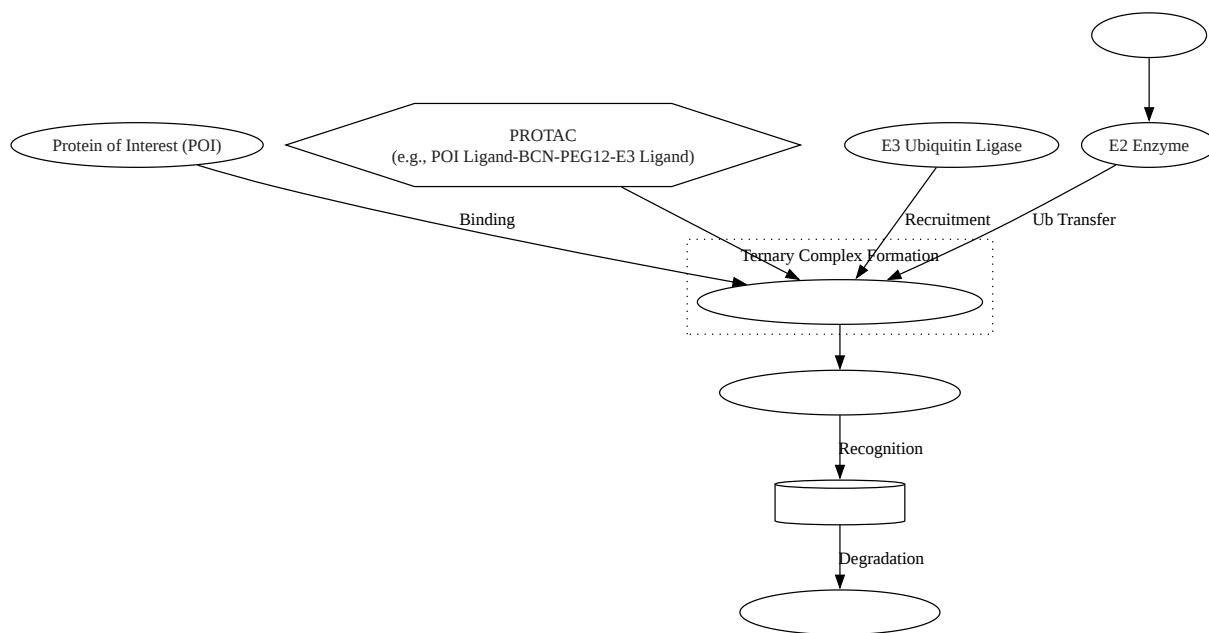 Protein of Interest (POI)
PROTAC
(e.g., POI Ligand-BCN-PEG12-E3 Ligand)
E3 Ubiquitin Ligase
E2 Enzyme
Binding
Recruitment
Ub Transfer
Ternary Complex Formation
Recognition
Degradation